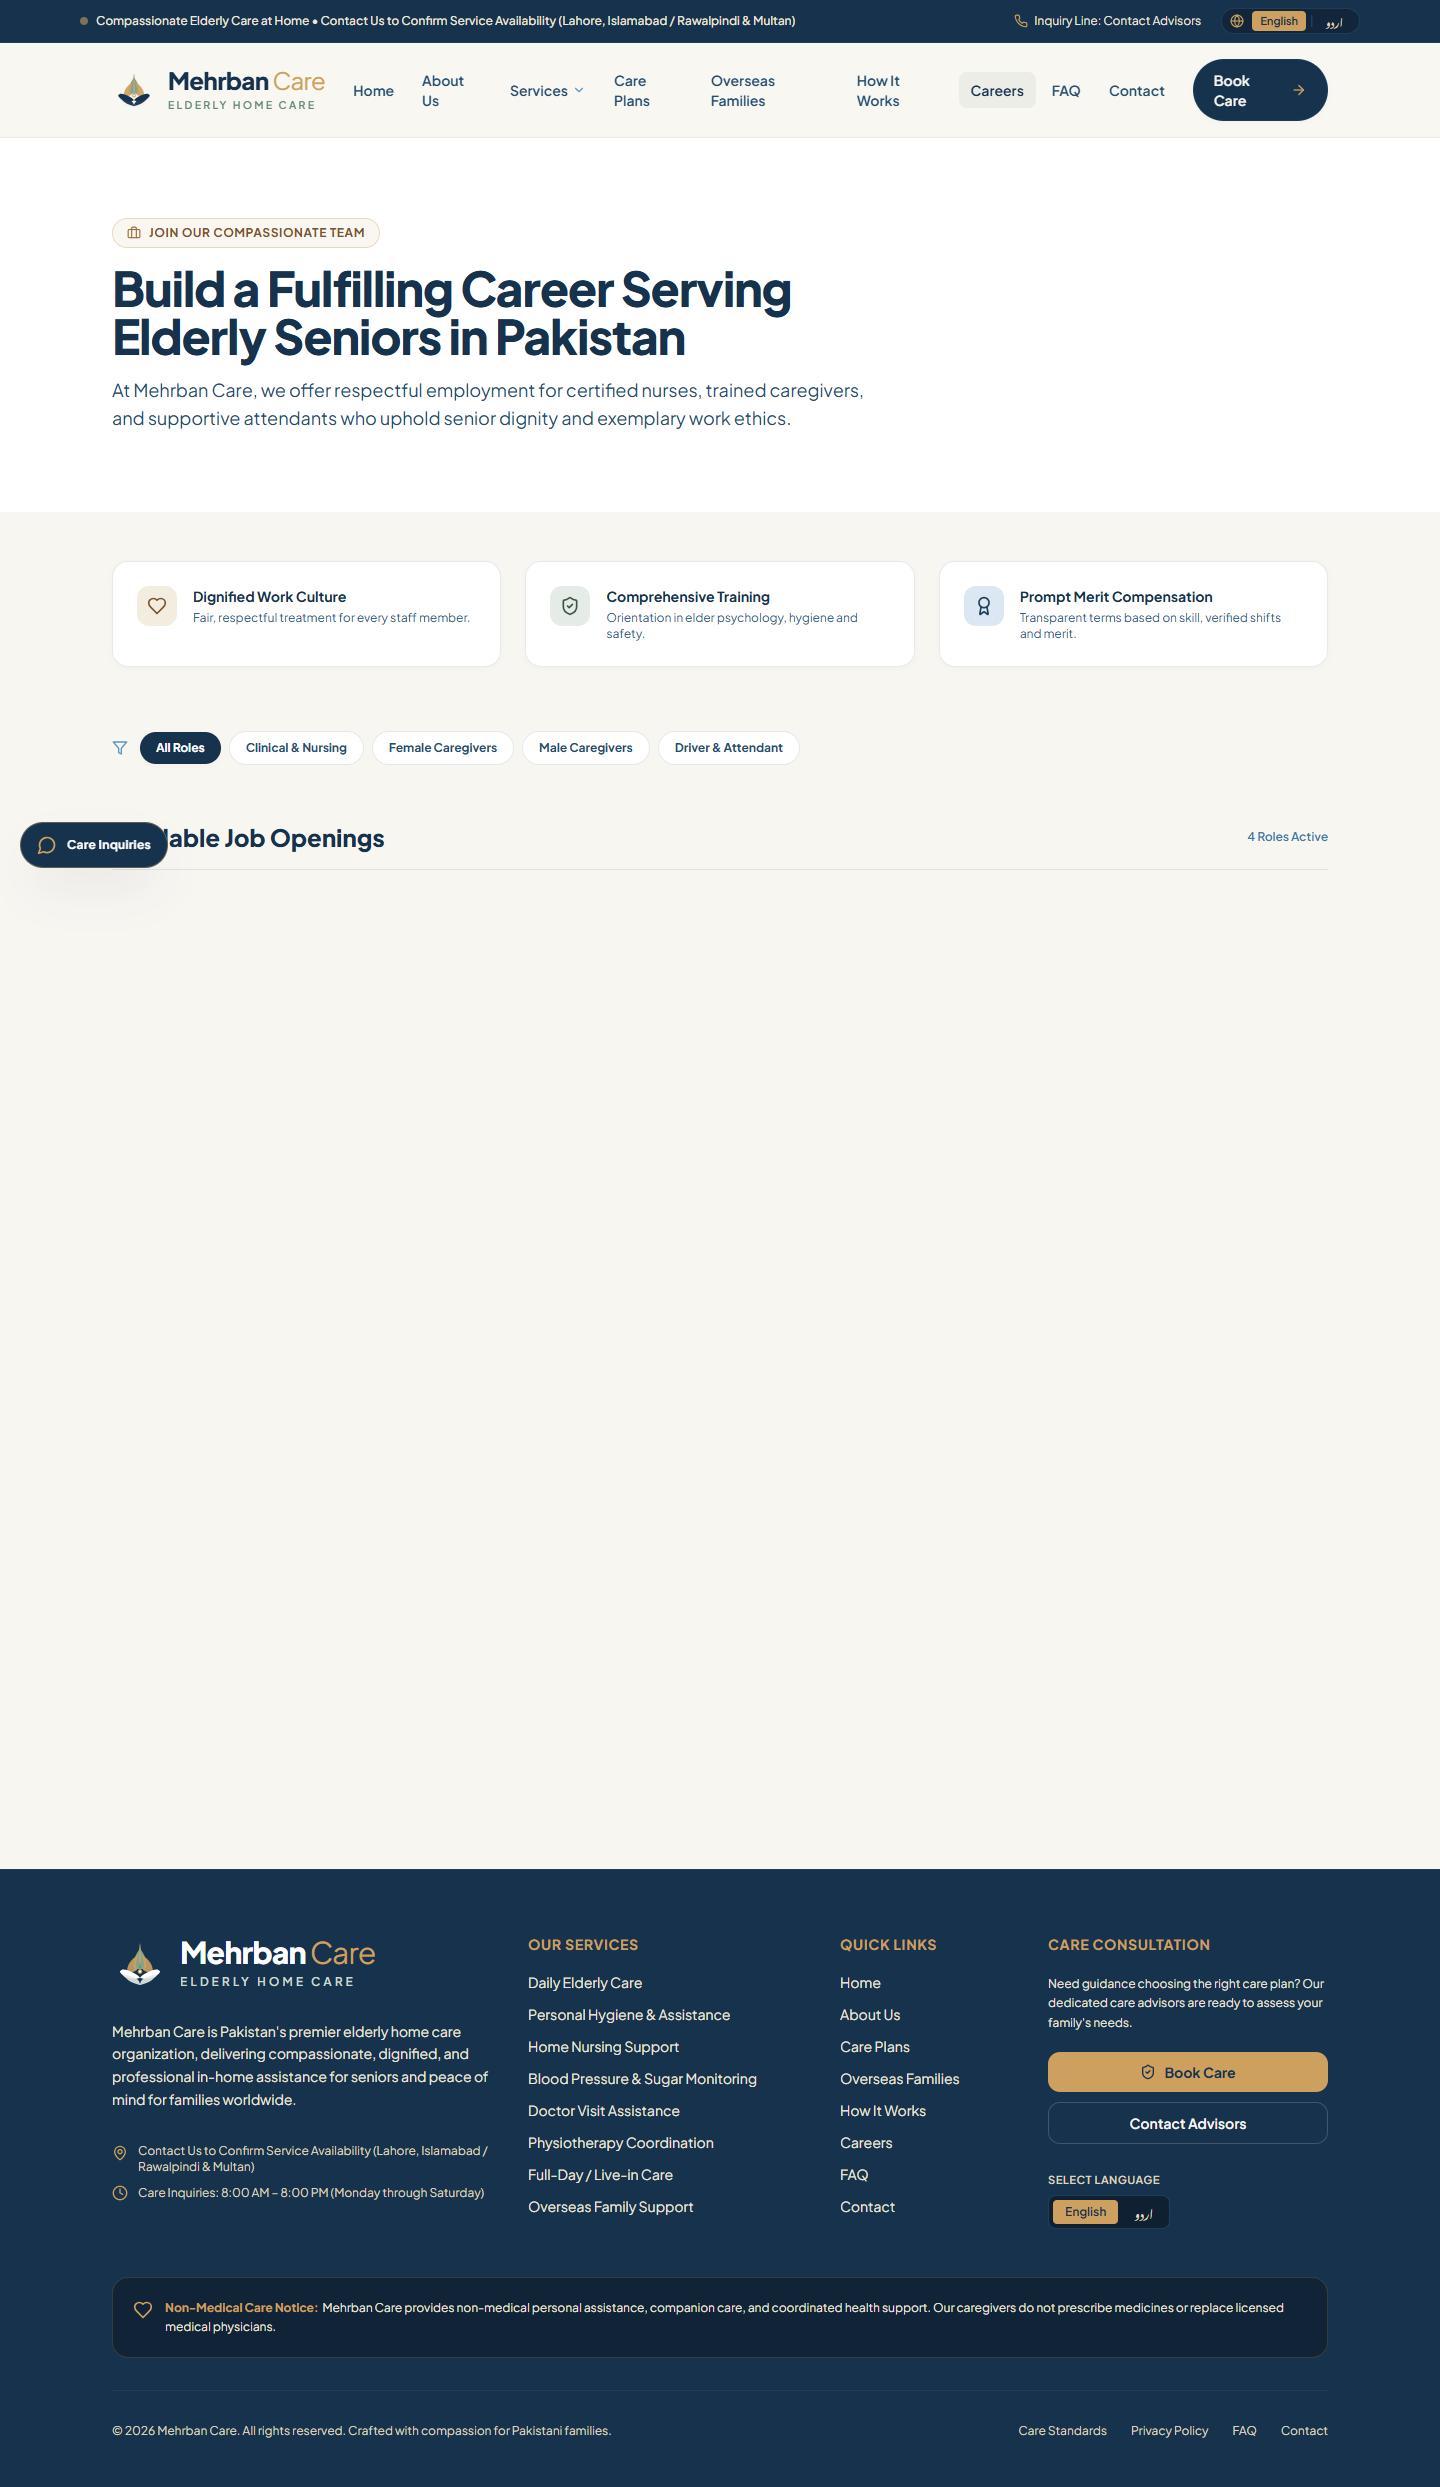 Compassionate Elderly Care at Home • Contact Us to Confirm Service Availability (Lahore, Islamabad / Rawalpindi & Multan)
Inquiry Line: Contact Advisors
English
اردو
Mehrban Care
ELDERLY HOME CARE
Home
About
Us
Services
Care
Plans
Overseas
Families
How It
Works
Careers
FAQ
Contact
Book
Care
JOIN OUR COMPASSIONATE TEAM
Build a Fulfilling Career Serving
Elderly Seniors in Pakistan
At Mehrban Care, we offer respectful employment for certified nurses, trained caregivers,
and supportive attendants who uphold senior dignity and exemplary work ethics.
Dignified Work Culture
Fair, respectful treatment for every staff member.
Comprehensive Training
Orientation in elder psychology, hygiene and
safety.
Prompt Merit Compensation
Transparent terms based on skill, verified shifts
and merit.
All Roles
Clinical & Nursing
Female Caregivers
Male Caregivers
Driver & Attendant
Care Inquiries
lable Job Openings
4 Roles Active
Mehrban Care
ELDERLY HOME CARE
Mehrban Care is Pakistan's premier elderly home care
organization, delivering compassionate, dignified, and
professional in-home assistance for seniors and peace of
mind for families worldwide.
Contact Us to Confirm Service Availability (Lahore, Islamabad /
Rawalpindi & Multan)
Care Inquiries: 8:00 AM – 8:00 PM (Monday through Saturday)
OUR SERVICES
Daily Elderly Care
Personal Hygiene & Assistance
Home Nursing Support
Blood Pressure & Sugar Monitoring
Doctor Visit Assistance
Physiotherapy Coordination
Full-Day / Live-in Care
Overseas Family Support
QUICK LINKS
Home
About Us
Care Plans
Overseas Families
How It Works
Careers
FAQ
Contact
CARE CONSULTATION
Need guidance choosing the right care plan? Our
dedicated care advisors are ready to assess your
family's needs.
Book Care
Contact Advisors
SELECT LANGUAGE
English
اردو
Non-Medical Care Notice: Mehrban Care provides non-medical personal assistance, companion care, and coordinated health support. Our caregivers do not prescribe medicines or replace licensed
medical physicians.
© 2026 Mehrban Care. All rights reserved. Crafted with compassion for Pakistani families.
Care Standards
Privacy Policy
FAQ
Contact